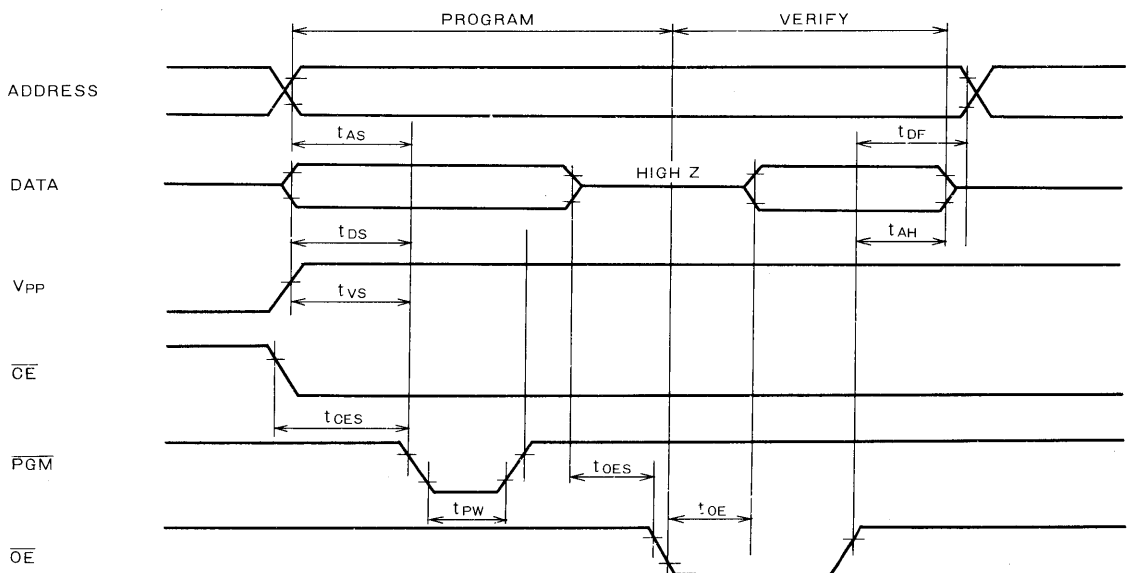 PROGRAM VERIFY
ADDRESS
tAS tDF
DATA
HIGH Z
tDS tAH
VPP
tVS
CE
tCES
PGM
tOES
tPW tOE
OE